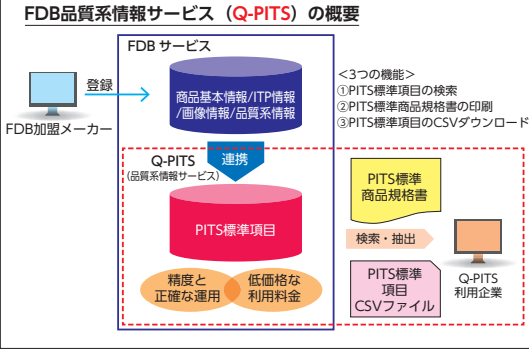 FDB品質系情報サービス（Q-PITS）の概要
FDB サービス
登録
FDB加盟メーカー
商品基本情報/ITP情報
/画像情報/品質系情報
＜3つの機能＞
①PITS標準項目の検索
②PITS標準商品規格書の印刷
③PITS標準項目のCSVダウンロード
Q-PITS
（品質系情報サービス）
連携
PITS標準項目
精度と
正確な運用
低価格な
利用料金
PITS標準
商品規格書
検索・抽出
PITS標準
項目
CSVファイル
Q-PITS
利用企業